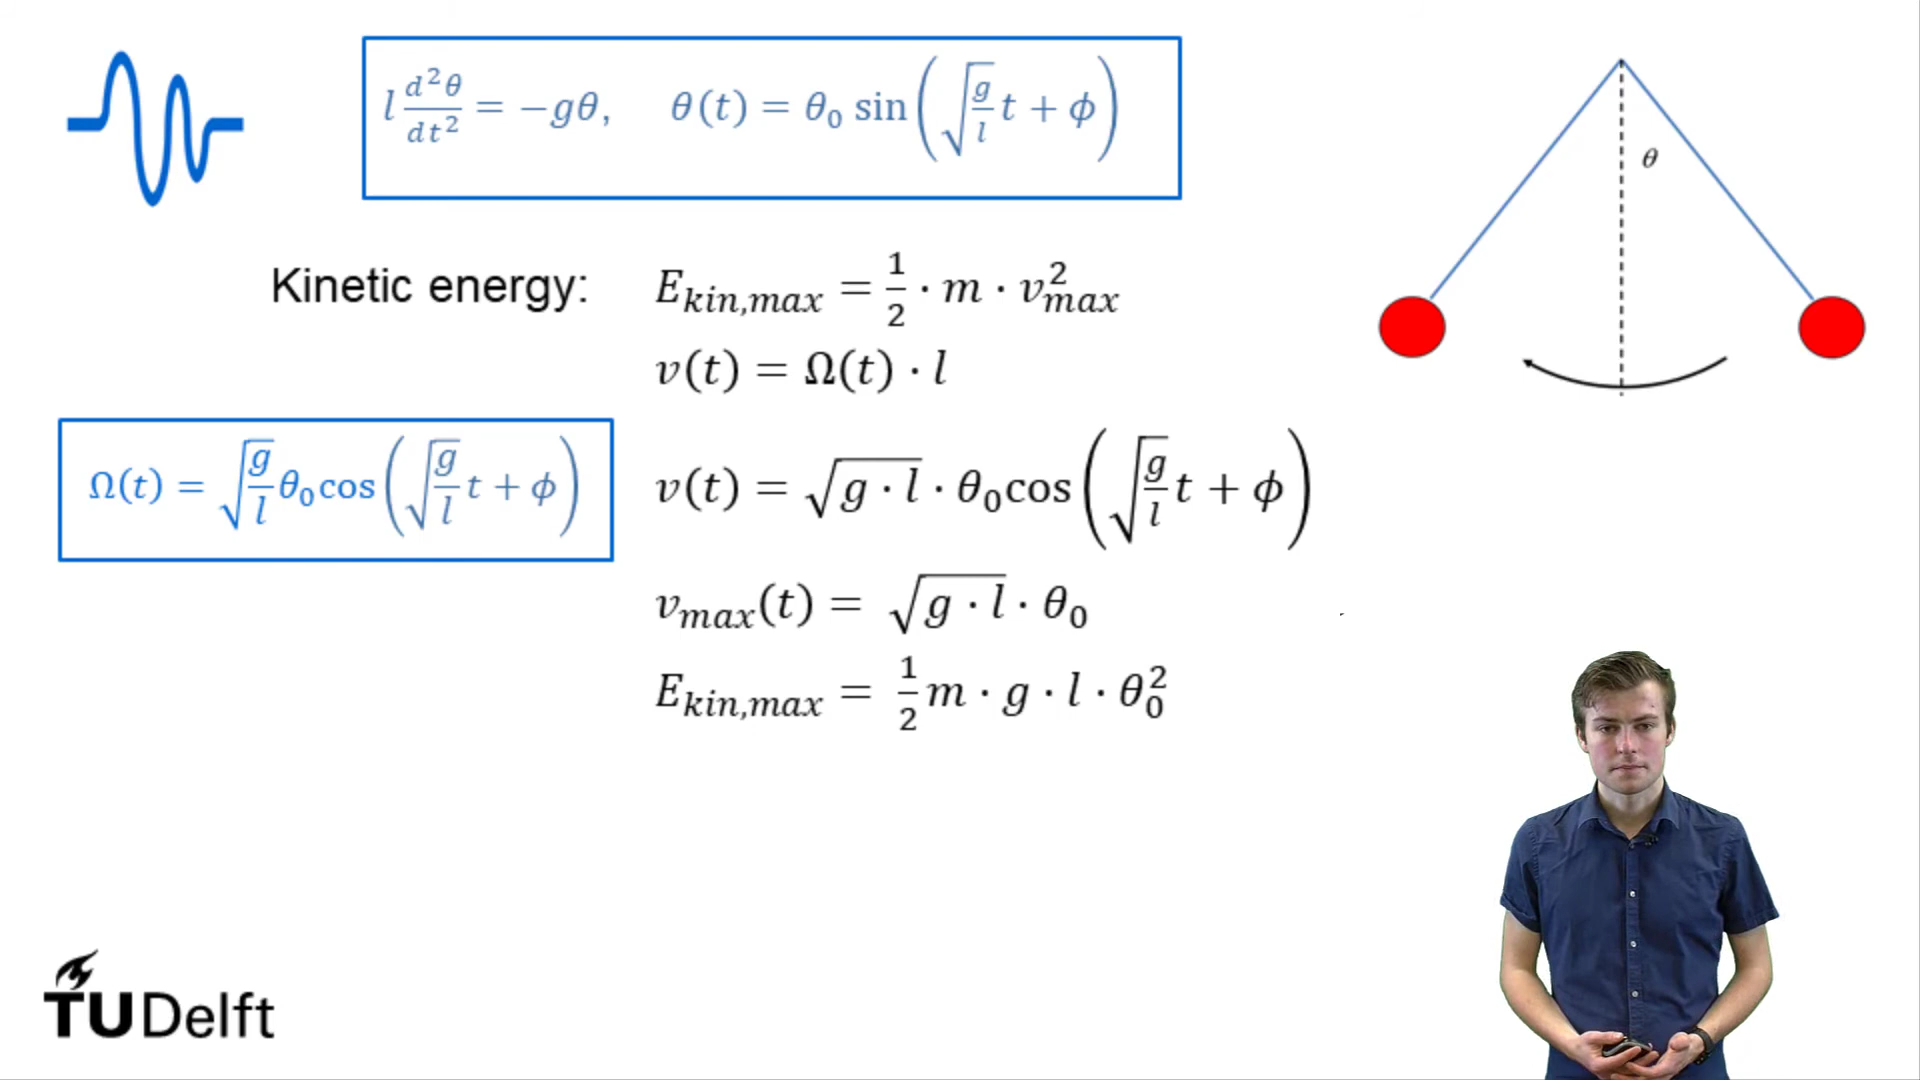 l d²θ/dt² = −gθ, θ(t) = θ₀ sin(√(g/l) t + ϕ)
θ
Kinetic energy: E_kin,max = 1/2 · m · v²_max
v(t) = Ω(t) · l
Ω(t) = √(g/l) θ₀cos(√(g/l) t + ϕ)
v(t) = √(g · l) · θ₀cos(√(g/l) t + ϕ)
v_max(t) = √(g · l) · θ₀
E_kin,max = 1/2 m · g · l · θ₀²
TUDelft